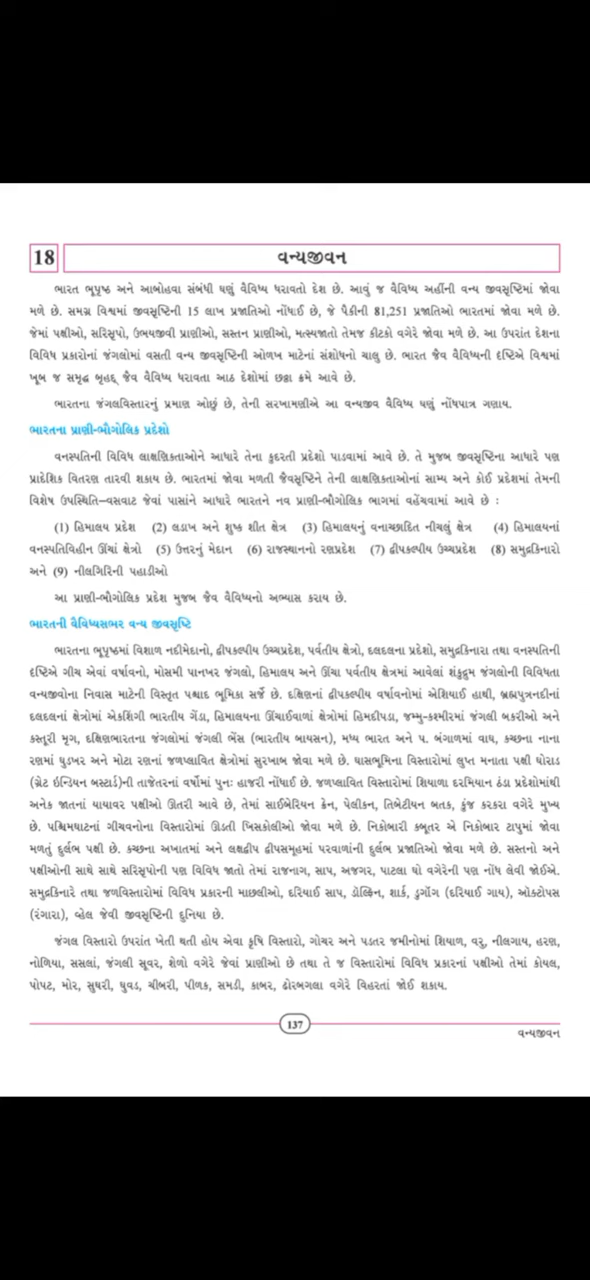 18
વન્યજીવન
ભારત ભૂપૃષ્ઠ અને આબોહવા સંબંધી ઘણું વૈવિધ્ય ધરાવતો દેશ છે. આવું જ વૈવિધ્ય અહીંની વન્ય જીવસૃષ્ટિમાં જોવા
મળે છે. સમગ્ર વિશ્વમાં જીવસૃષ્ટિની 15 લાખ પ્રજાતિઓ નોંધાઈ છે, જે પૈકીની 81,251 પ્રજાતિઓ ભારતમાં જોવા મળે છે.
જેમાં પક્ષીઓ, સરિસૃપો, ઉભયજીવી પ્રાણીઓ, સસ્તન પ્રાણીઓ, મત્સ્યજાતો તેમજ કીટકો વગેરે જોવા મળે છે. આ ઉપરાંત દેશના
વિવિધ પ્રકારોનાં જંગલોમાં વસતી વન્ય જીવસૃષ્ટિની ઓળખ માટેનાં સંશોધનો ચાલુ છે. ભારત જૈવ વૈવિધ્યની દૃષ્ટિએ વિશ્વમાં
ખૂબ જ સમૃદ્ધ બૃહદ્ જૈવ વૈવિધ્ય ધરાવતા આઠ દેશોમાં છઠ્ઠા ક્રમે આવે છે.
ભારતના જંગલવિસ્તારનું પ્રમાણ ઓછું છે, તેની સરખામણીએ આ વન્યજીવ વૈવિધ્ય ઘણું નોંધપાત્ર ગણાય.
ભારતના પ્રાણી-ભૌગોલિક પ્રદેશો
વનસ્પતિની વિવિધ લાક્ષણિક્તાઓને આધારે તેના કુદરતી પ્રદેશો પાડવામાં આવે છે. તે મુજબ જીવસૃષ્ટિના આધારે પણ
પ્રાદેશિક વિતરણ તારવી શકાય છે. ભારતમાં જોવા મળતી જૈવસૃષ્ટિને તેની લાક્ષણિક્તાઓનાં સામ્ય અને કોઈ પ્રદેશમાં તેમની
વિશેષ ઉપસ્થિતિ–વસવાટ જેવાં પાસાંને આધારે ભારતને નવ પ્રાણી-ભૌગોલિક ભાગમાં વહેંચવામાં આવે છે :
(1) હિમાલય પ્રદેશ (2) લડાખ અને શુષ્ક શીત ક્ષેત્ર (3) હિમાલયનું વનાચ્છાદિત નીચલું ક્ષેત્ર (4) હિમાલયનાં
વનસ્પતિવિહીન ઊંચાં ક્ષેત્રો (5) ઉત્તરનું મેદાન (6) રાજસ્થાનનો રણપ્રદેશ (7) દ્વીપકલ્પીય ઉચ્ચપ્રદેશ (8) સમુદ્રકિનારો
અને (9) નીલગિરિની પહાડીઓ
આ પ્રાણી-ભૌગોલિક પ્રદેશ મુજબ જૈવ વૈવિધ્યનો અભ્યાસ કરાય છે.
ભારતની વૈવિધ્યસભર વન્ય જીવસૃષ્ટિ
ભારતના ભૂપૃષ્ઠમાં વિશાળ નદીમેદાનો, દ્વીપકલ્પીય ઉચ્ચપ્રદેશ, પર્વતીય ક્ષેત્રો, દલદલના પ્રદેશો, સમુદ્રકિનારા તથા વનસ્પતિની
દૃષ્ટિએ ગીચ એવાં વર્ષાવનો, મોસમી પાનખર જંગલો, હિમાલય અને ઊંચા પર્વતીય ક્ષેત્રમાં આવેલાં શંકુદ્રુમ જંગલોની વિવિધતા
વન્યજીવોના નિવાસ માટેની વિસ્તૃત પશ્ચાદ ભૂમિકા સર્જે છે. દક્ષિણનાં દ્વીપકલ્પીય વર્ષાવનોમાં એશિયાઈ હાથી, બ્રહ્મપુત્રનદીનાં
દલદલનાં ક્ષેત્રોમાં એકશિંગી ભારતીય ગેંડા, હિમાલયના ઊંચાઈવાળાં ક્ષેત્રોમાં હિમદીપડા, જમ્મુ-કશ્મીરમાં જંગલી બકરીઓ અને
કસ્તૂરી મૃગ, દક્ષિણભારતના જંગલોમાં જંગલી ભેંસ (ભારતીય બાયસન), મધ્ય ભારત અને પ. બંગાળમાં વાઘ, કચ્છના નાના
રણમાં ઘુડખર અને મોટા રણનાં જળપ્લાવિત ક્ષેત્રોમાં સુરખાબ જોવા મળે છે. ઘાસભૂમિના વિસ્તારોમાં લુપ્ત મનાતા પક્ષી ઘોરાડ
(ગ્રેટ ઇન્ડિયન બસ્ટાર્ડ)ની તાજેતરનાં વર્ષોમાં પુનઃ હાજરી નોંધાઈ છે. જળપ્લાવિત વિસ્તારોમાં શિયાળા દરમિયાન ઠંડા પ્રદેશોમાંથી
અનેક જાતનાં યાયાવર પક્ષીઓ ઊતરી આવે છે, તેમાં સાઇબેરિયન ક્રેન, પેલીકન, તિબેટીયન બતક, કુંજ કરકરા વગેરે મુખ્ય
છે. પશ્ચિમઘાટનાં ગીચવનોના વિસ્તારોમાં ઊડતી ખિસકોલીઓ જોવા મળે છે. નિકોબારી કબૂતર એ નિકોબાર ટાપુમાં જોવા
મળતું દુર્લભ પક્ષી છે. કચ્છના અખાતમાં અને લક્ષદ્વીપ દ્વીપસમૂહમાં પરવાળાંની દુર્લભ પ્રજાતિઓ જોવા મળે છે. સસ્તનો અને
પક્ષીઓની સાથે સાથે સરિસૃપોની પણ વિવિધ જાતો તેમાં રાજનાગ, સાપ, અજગર, પાટલા ઘો વગેરેની પણ નોંધ લેવી જોઈએ.
સમુદ્રકિનારે તથા જળવિસ્તારોમાં વિવિધ પ્રકારની માછલીઓ, દરિયાઈ સાપ, ડોલ્ફિન, શાર્ક, ડુગોંગ (દરિયાઈ ગાય), ઓક્ટોપસ
(રંગારા), વ્હેલ જેવી જીવસૃષ્ટિની દુનિયા છે.
જંગલ વિસ્તારો ઉપરાંત ખેતી થતી હોય એવા કૃષિ વિસ્તારો, ગોચર અને પડતર જમીનોમાં શિયાળ, વરુ, નીલગાય, હરણ,
નોળિયા, સસલાં, જંગલી સૂવર, શેળો વગેરે જેવાં પ્રાણીઓ છે તથા તે જ વિસ્તારોમાં વિવિધ પ્રકારનાં પક્ષીઓ તેમાં કોયલ,
પોપટ, મોર, સુઘરી, ઘુવડ, ચીબરી, પીળક, સમડી, કાબર, ઢોરબગલા વગેરે વિહરતાં જોઈ શકાય.
137
વન્યજીવન